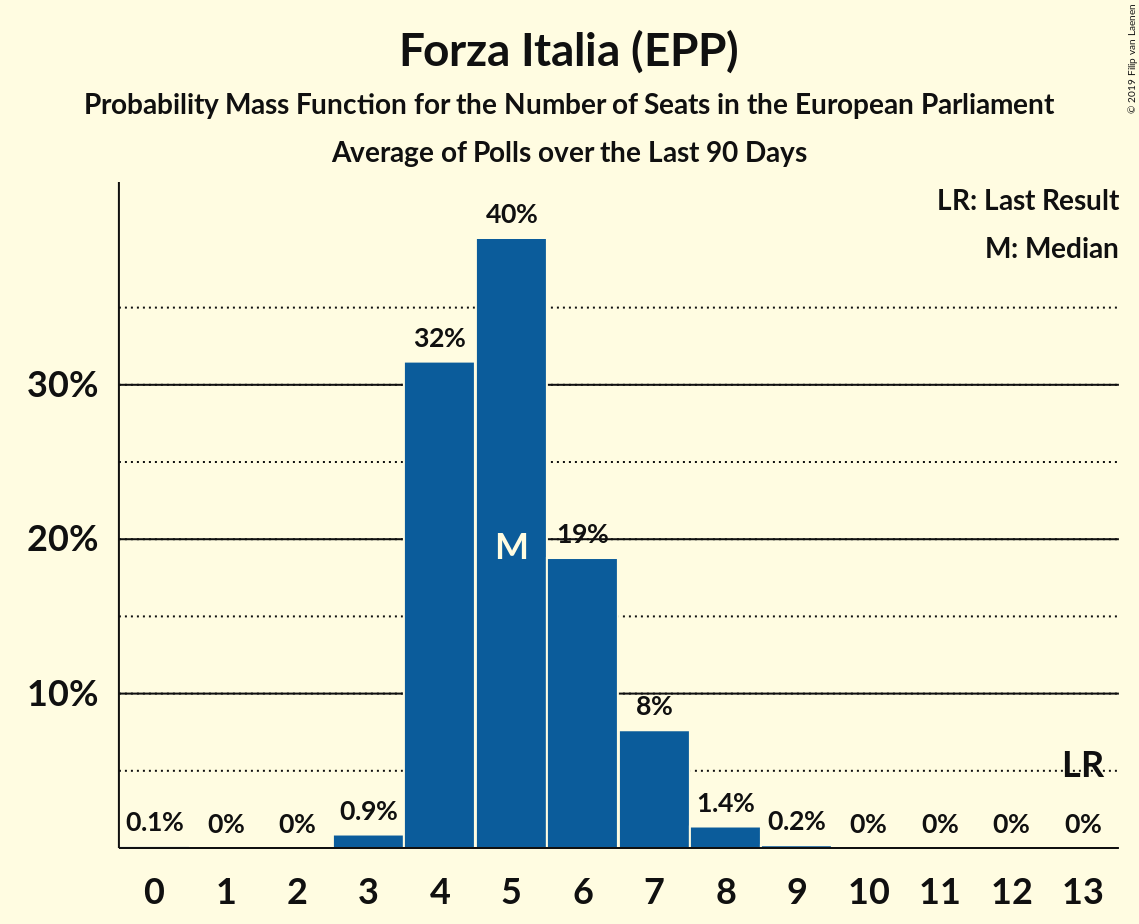 Forza Italia (EPP)
Probability Mass Function for the Number of Seats in the European Parliament
Average of Polls over the Last 90 Days
© 2019 Filip van Laenen
LR: Last Result
M: Median
40%
32%
30%
19%
20%
M
10%
8%
LR
0.1%
0%
0%
0.9%
1.4%
0.2%
0%
0%
0%
0%
0 1 2 3 4 5 6 7 8 9 10 11 12 13